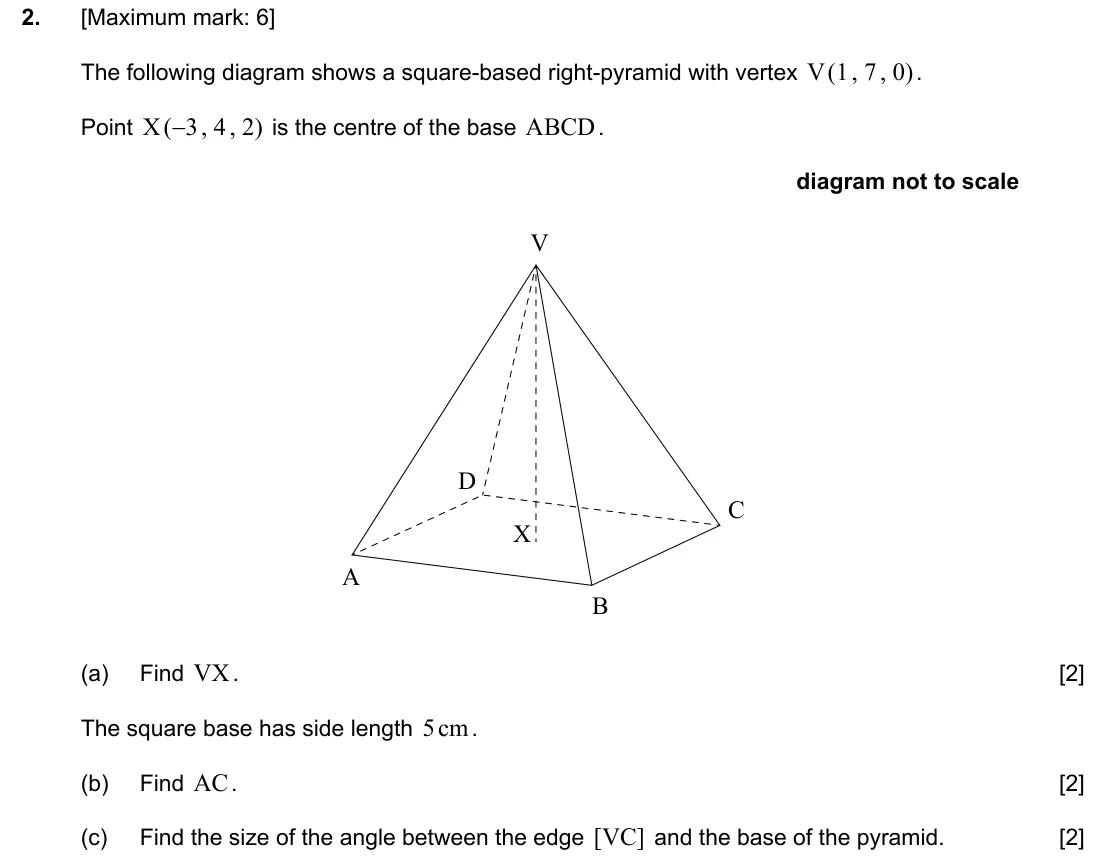 2. [Maximum mark: 6]
The following diagram shows a square-based right-pyramid with vertex V(1, 7, 0).
Point X(–3, 4, 2) is the centre of the base ABCD.
diagram not to scale
V
D
C
X
A
B
(a) Find VX. [2]
The square base has side length 5 cm.
(b) Find AC. [2]
(c) Find the size of the angle between the edge [VC] and the base of the pyramid. [2]